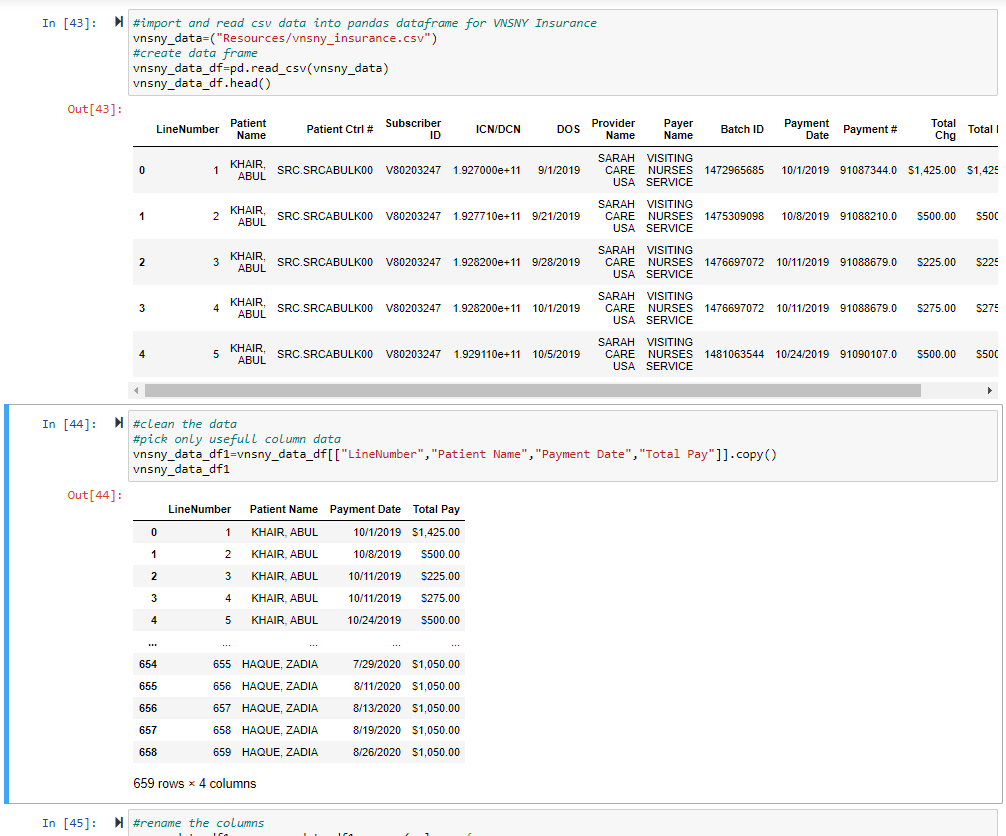 In [43]:
#import and read csv data into pandas dataframe for VNSNY Insurance
vnsny_data=("Resources/vnsny_insurance.csv")
#create data frame
vnsny_data_df=pd.read_csv(vnsny_data)
vnsny_data_df.head()
Out[43]:
LineNumber Patient Name Patient Ctrl # Subscriber ID ICN/DCN DOS Provider Name Payer Name Batch ID Payment Date Payment # Total Chg Total
0 1 KHAIR, ABUL SRC.SRCABULK00 V80203247 1.927000e+11 9/1/2019 SARAH CARE USA VISITING NURSES SERVICE 1472965685 10/1/2019 91087344.0 $1,425.00 $1,425
1 2 KHAIR, ABUL SRC.SRCABULK00 V80203247 1.927710e+11 9/21/2019 SARAH CARE USA VISITING NURSES SERVICE 1475309098 10/8/2019 91088210.0 $500.00 $500
2 3 KHAIR, ABUL SRC.SRCABULK00 V80203247 1.928200e+11 9/28/2019 SARAH CARE USA VISITING NURSES SERVICE 1476697072 10/11/2019 91088679.0 $225.00 $225
3 4 KHAIR, ABUL SRC.SRCABULK00 V80203247 1.928200e+11 10/1/2019 SARAH CARE USA VISITING NURSES SERVICE 1476697072 10/11/2019 91088679.0 $275.00 $275
4 5 KHAIR, ABUL SRC.SRCABULK00 V80203247 1.929110e+11 10/5/2019 SARAH CARE USA VISITING NURSES SERVICE 1481063544 10/24/2019 91090107.0 $500.00 $500
In [44]:
#clean the data
#pick only usefull column data
vnsny_data_df1=vnsny_data_df[["LineNumber","Patient Name","Payment Date","Total Pay"]].copy()
vnsny_data_df1
Out[44]:
LineNumber Patient Name Payment Date Total Pay
0 1 KHAIR, ABUL 10/1/2019 $1,425.00
1 2 KHAIR, ABUL 10/8/2019 $500.00
2 3 KHAIR, ABUL 10/11/2019 $225.00
3 4 KHAIR, ABUL 10/11/2019 $275.00
4 5 KHAIR, ABUL 10/24/2019 $500.00
... ... ... ... ...
654 655 HAQUE, ZADIA 7/29/2020 $1,050.00
655 656 HAQUE, ZADIA 8/11/2020 $1,050.00
656 657 HAQUE, ZADIA 8/13/2020 $1,050.00
657 658 HAQUE, ZADIA 8/19/2020 $1,050.00
658 659 HAQUE, ZADIA 8/26/2020 $1,050.00
659 rows × 4 columns
In [45]:
#rename the columns